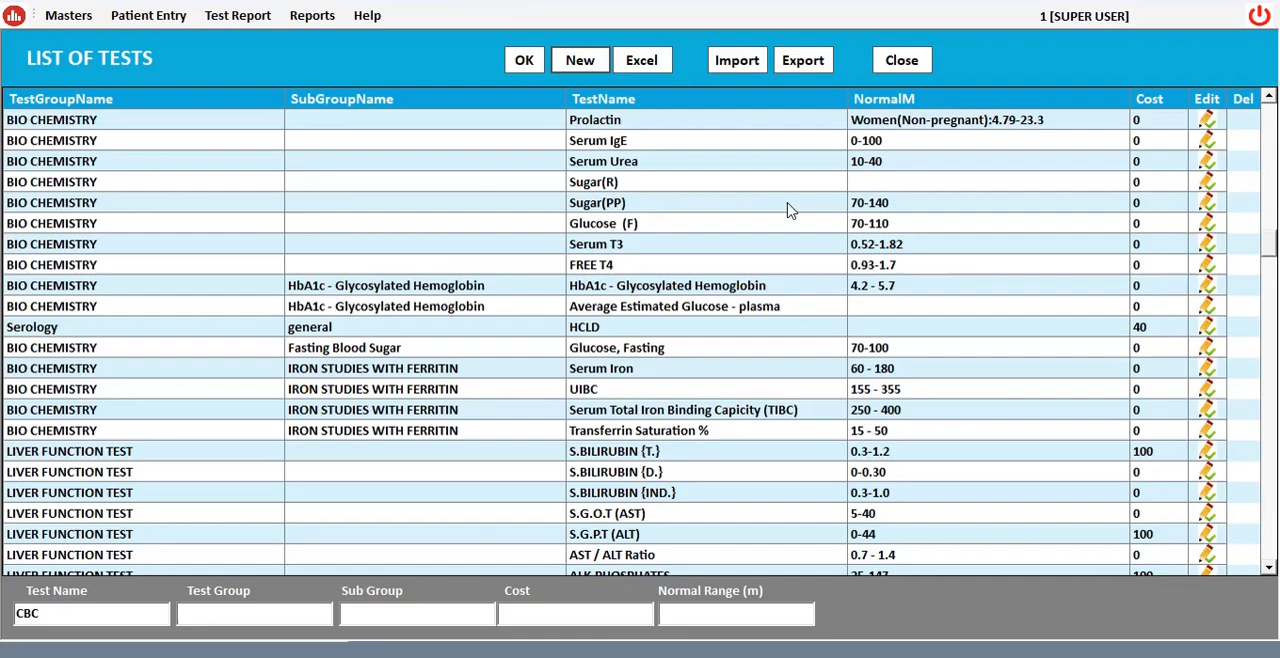 Masters Patient Entry Test Report Reports Help 1 [SUPER USER]
LIST OF TESTS OK New Excel Import Export Close
TestGroupName SubGroupName TestName NormalM Cost Edit Del
BIO CHEMISTRY Prolactin Women(Non-pregnant):4.79-23.3 0
BIO CHEMISTRY Serum IgE 0-100 0
BIO CHEMISTRY Serum Urea 10-40 0
BIO CHEMISTRY Sugar(R) 0
BIO CHEMISTRY Sugar(PP) 70-140 0
BIO CHEMISTRY Glucose (F) 70-110 0
BIO CHEMISTRY Serum T3 0.52-1.82 0
BIO CHEMISTRY FREE T4 0.93-1.7 0
BIO CHEMISTRY HbA1c - Glycosylated Hemoglobin HbA1c - Glycosylated Hemoglobin 4.2 - 5.7 0
BIO CHEMISTRY HbA1c - Glycosylated Hemoglobin Average Estimated Glucose - plasma 0
Serology general HCLD 40
BIO CHEMISTRY Fasting Blood Sugar Glucose, Fasting 70-100 0
BIO CHEMISTRY IRON STUDIES WITH FERRITIN Serum Iron 60 - 180 0
BIO CHEMISTRY IRON STUDIES WITH FERRITIN UIBC 155 - 355 0
BIO CHEMISTRY IRON STUDIES WITH FERRITIN Serum Total Iron Binding Capicity (TIBC) 250 - 400 0
BIO CHEMISTRY IRON STUDIES WITH FERRITIN Transferrin Saturation % 15 - 50 0
LIVER FUNCTION TEST S.BILIRUBIN {T.} 0.3-1.2 100
LIVER FUNCTION TEST S.BILIRUBIN {D.} 0-0.30 0
LIVER FUNCTION TEST S.BILIRUBIN {IND.} 0.3-1.0 0
LIVER FUNCTION TEST S.G.O.T (AST) 5-40 0
LIVER FUNCTION TEST S.G.P.T (ALT) 0-44 100
LIVER FUNCTION TEST AST / ALT Ratio 0.7 - 1.4 0
LIVER FUNCTION TEST ALK.PHOSPHATES 25-147 100
Test Name Test Group Sub Group Cost Normal Range (m)
CBC